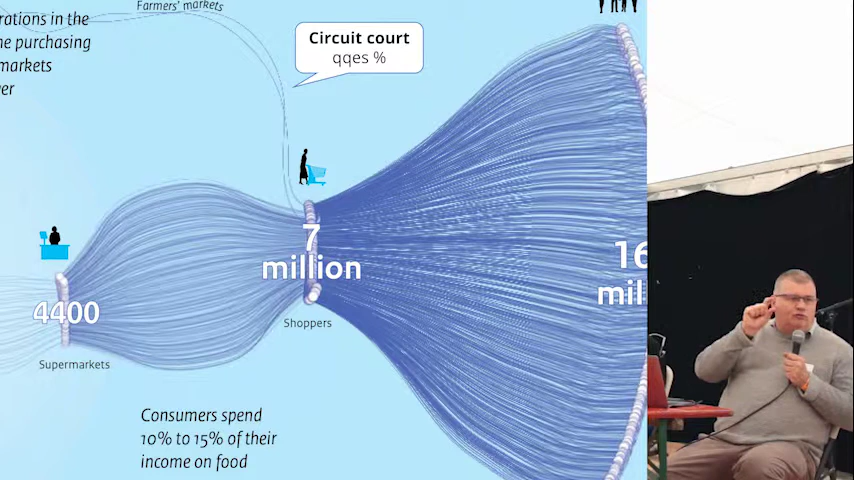 Farmers' markets
rations in the
ne purchasing
markets
er
Circuit court
qqes %
7
million
16
mil
4400
Shoppers
Supermarkets
Consumers spend
10% to 15% of their
income on food